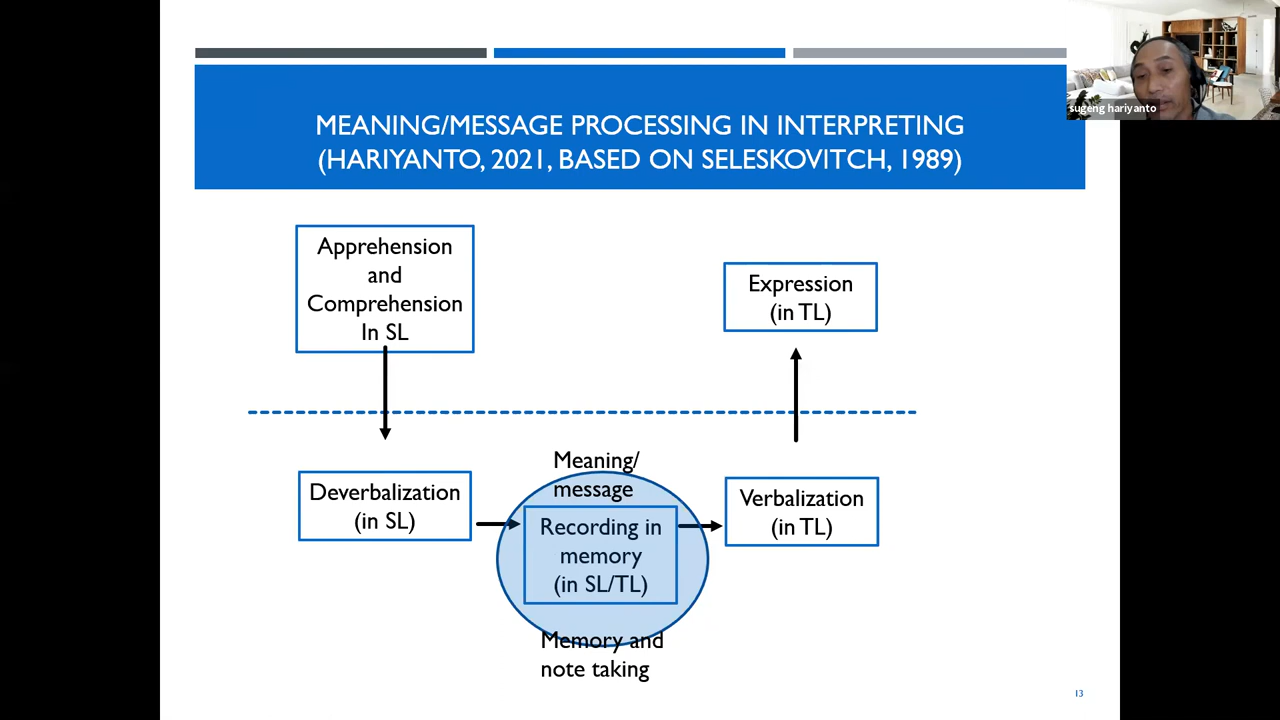 MEANING/MESSAGE PROCESSING IN INTERPRETING
(HARIYANTO, 2021, BASED ON SELESKOVITCH, 1989)
sugeng hariyanto
Apprehension
and
Comprehension
In SL
Expression
(in TL)
Deverbalization
(in SL)
Meaning/
message
Recording in
memory
(in SL/TL)
Memory and
note taking
Verbalization
(in TL)
13